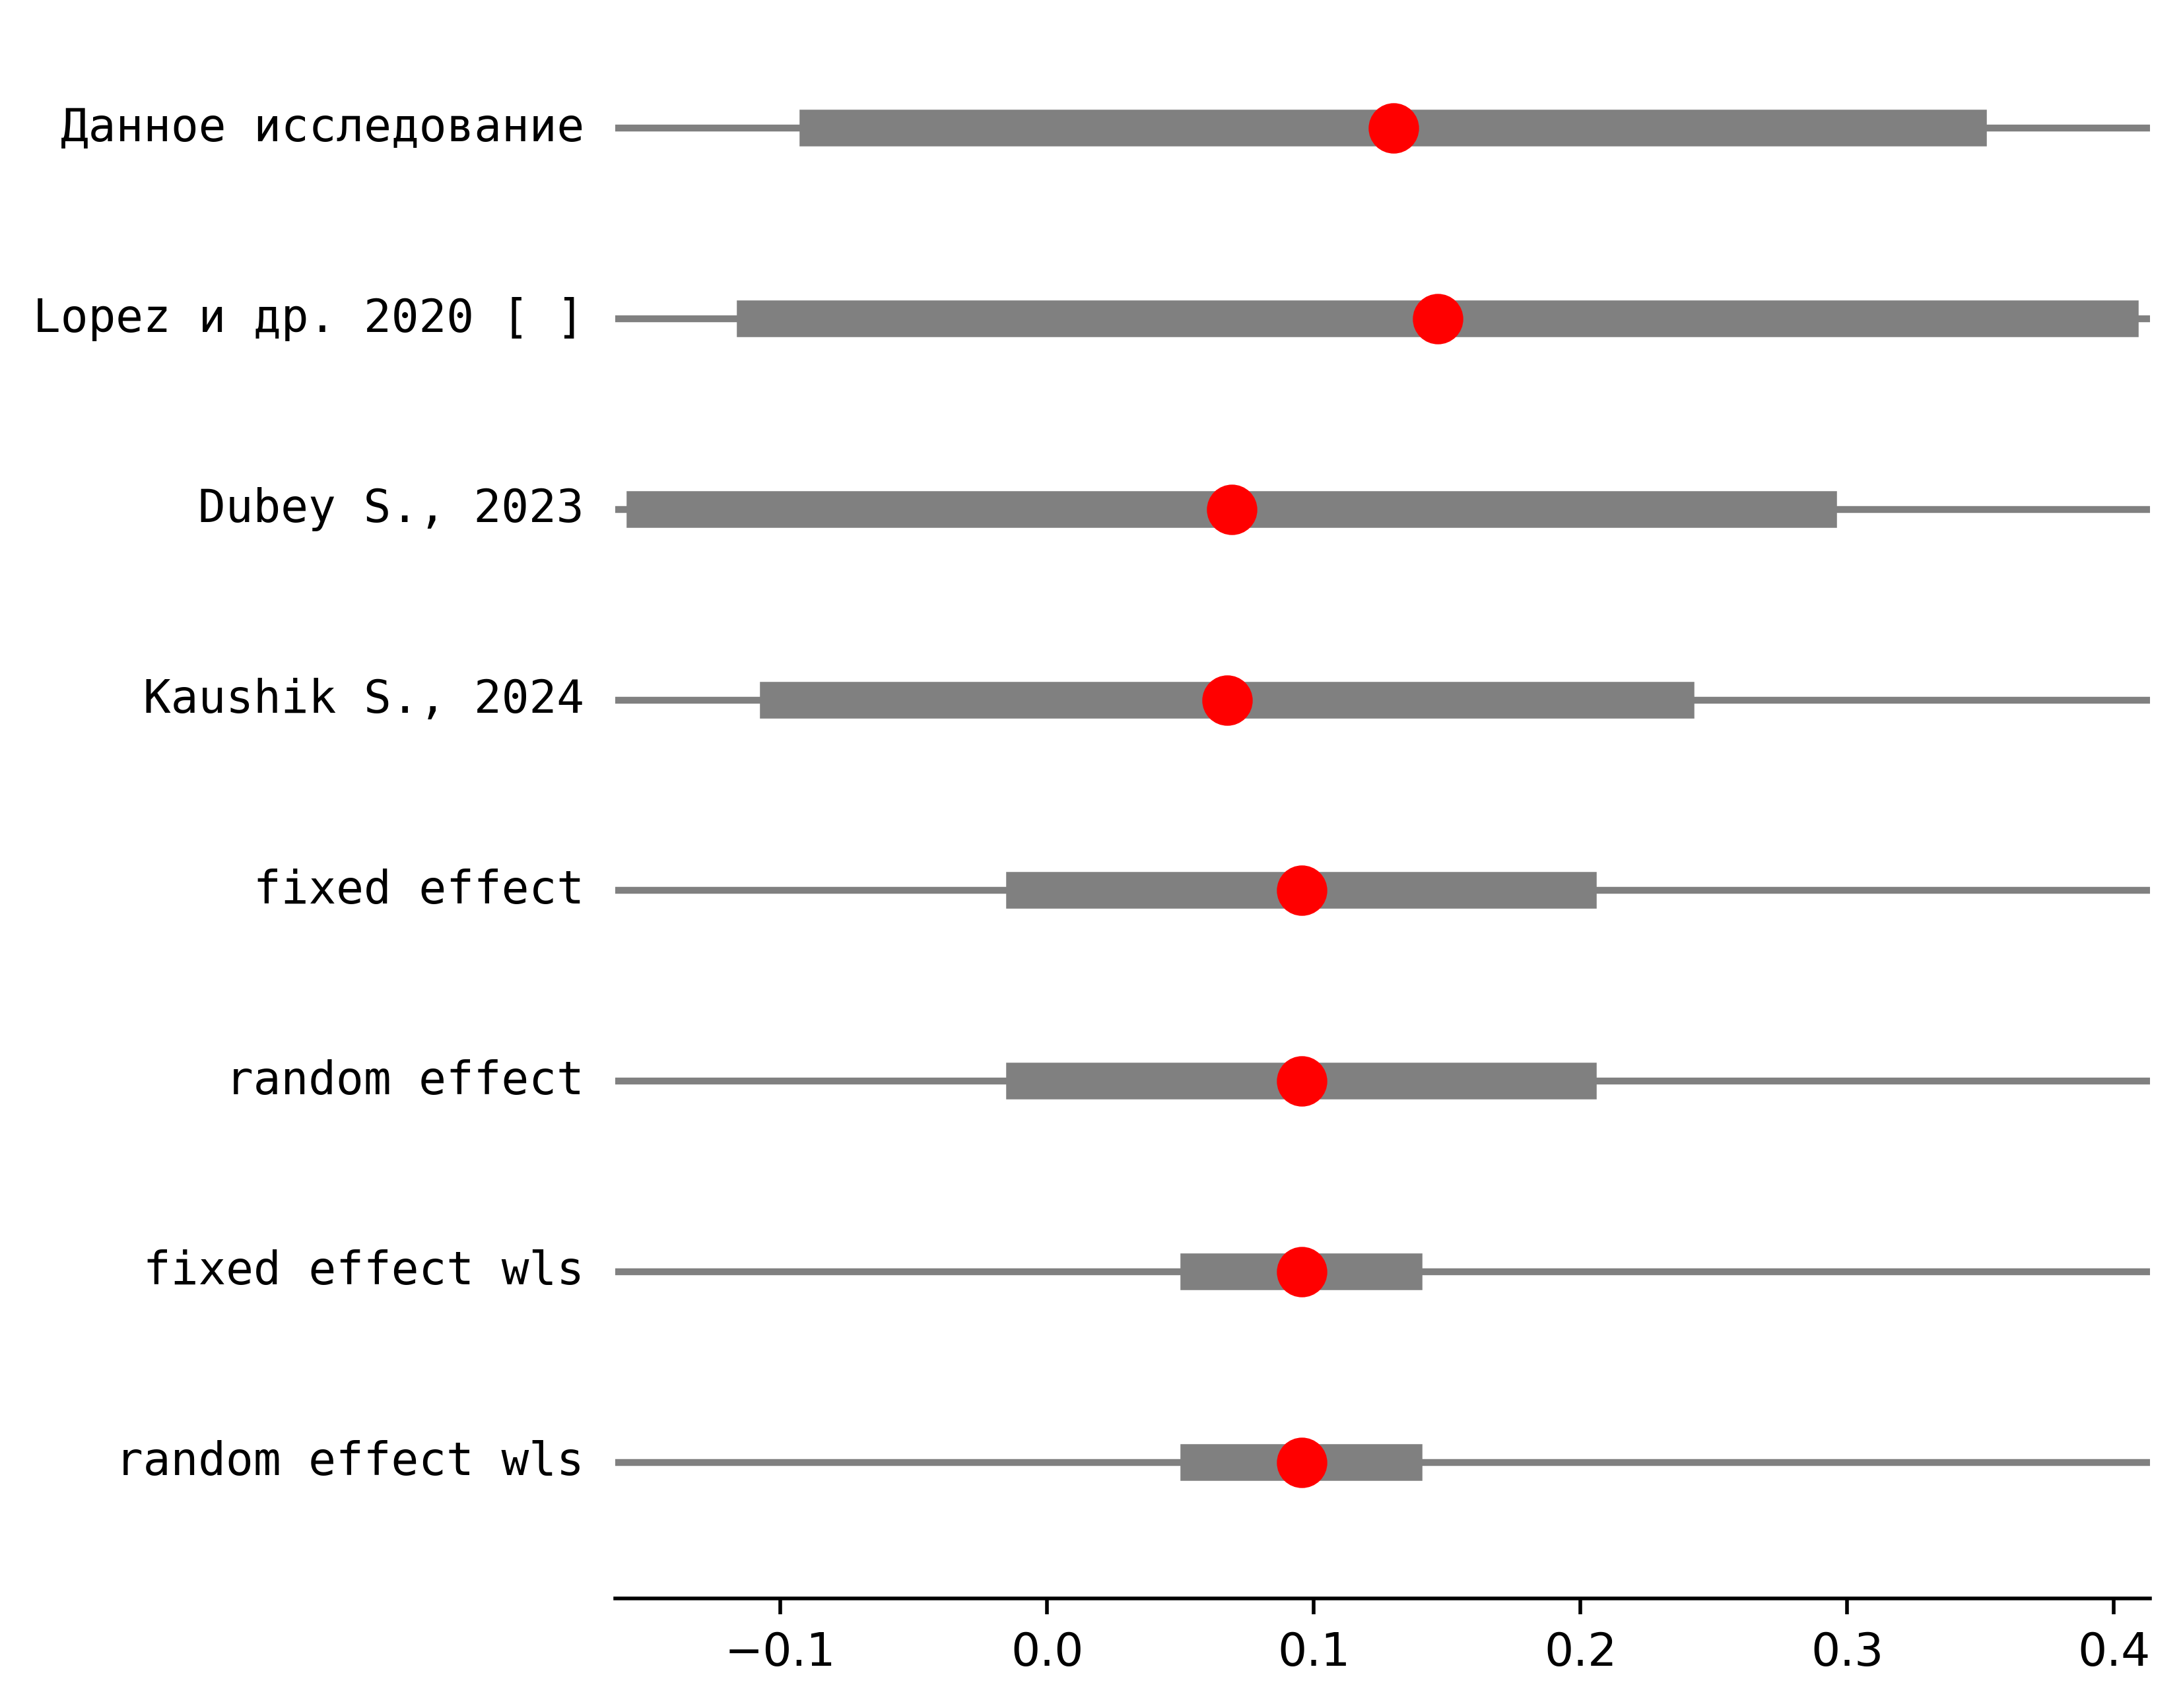 Данное исследование
Lopez и др. 2020 [ ]
Dubey S., 2023
Kaushik S., 2024
fixed effect
random effect
fixed effect wls
random effect wls
−0.1 0.0 0.1 0.2 0.3 0.4